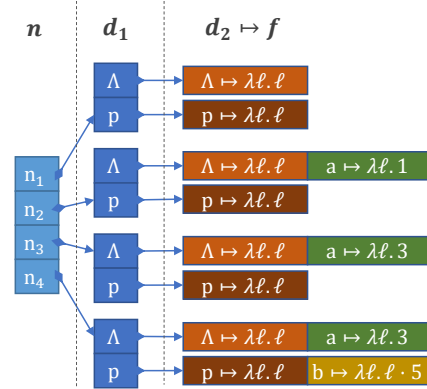 n d₁ d₂ ↦ f
Λ Λ ↦ λℓ. ℓ
p p ↦ λℓ. ℓ
Λ Λ ↦ λℓ. ℓ a ↦ λℓ. 1
n₁
p p ↦ λℓ. ℓ
n₂
n₃ Λ Λ ↦ λℓ. ℓ a ↦ λℓ. 3
n₄ p p ↦ λℓ. ℓ
Λ Λ ↦ λℓ. ℓ a ↦ λℓ. 3
p p ↦ λℓ. ℓ b ↦ λℓ. ℓ · 5